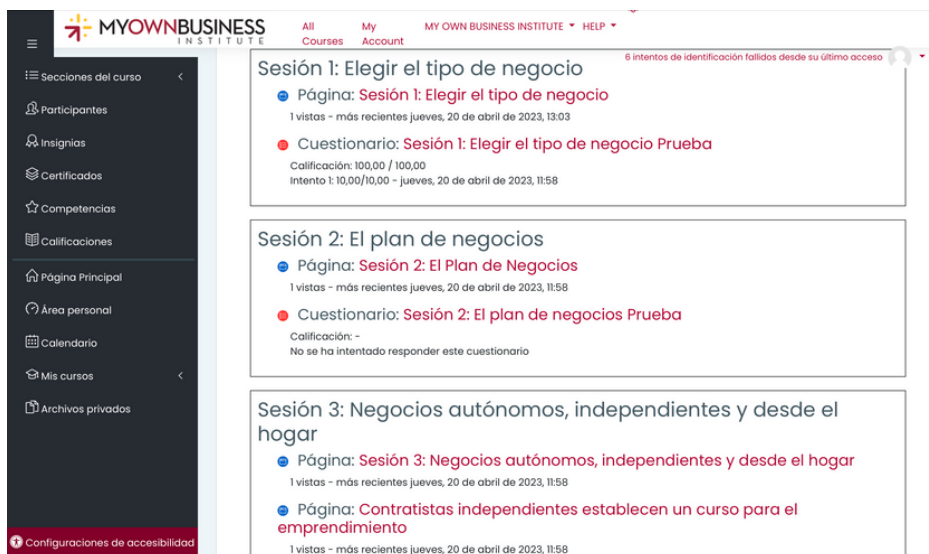 MYOWNBUSINESS
INSTITUTE
All Courses
My Account
MY OWN BUSINESS INSTITUTE
HELP
6 intentos de identificación fallidos desde su último acceso
Secciones del curso
Participantes
Insignias
Certificados
Competencias
Calificaciones
Página Principal
Área personal
Calendario
Mis cursos
Archivos privados
Configuraciones de accesibilidad
Sesión 1: Elegir el tipo de negocio
Página: Sesión 1: Elegir el tipo de negocio
1 vistas - más recientes jueves, 20 de abril de 2023, 13:03
Cuestionario: Sesión 1: Elegir el tipo de negocio Prueba
Calificación: 100,00 / 100,00
Intento 1: 10,00/10,00 - jueves, 20 de abril de 2023, 11:58
Sesión 2: El plan de negocios
Página: Sesión 2: El Plan de Negocios
1 vistas - más recientes jueves, 20 de abril de 2023, 11:58
Cuestionario: Sesión 2: El plan de negocios Prueba
Calificación: -
No se ha intentado responder este cuestionario
Sesión 3: Negocios autónomos, independientes y desde el
hogar
Página: Sesión 3: Negocios autónomos, independientes y desde el hogar
1 vistas - más recientes jueves, 20 de abril de 2023, 11:58
Página: Contratistas independientes establecen un curso para el
emprendimiento
1 vistas - más recientes jueves, 20 de abril de 2023, 11:58